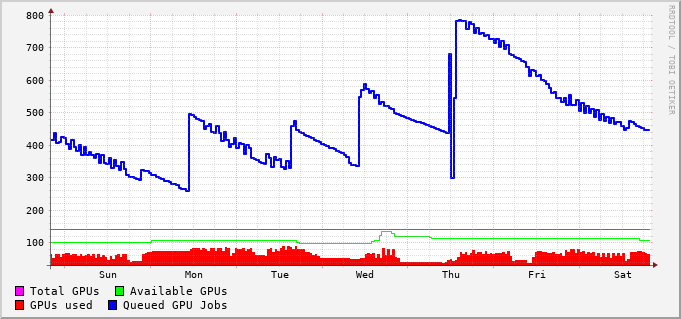 800
700
600
500
400
300
200
100
Sun Mon Tue Wed Thu Fri Sat
Total GPUs Available GPUs
GPUs used Queued GPU Jobs
RRDTOOL / TOBI OETIKER